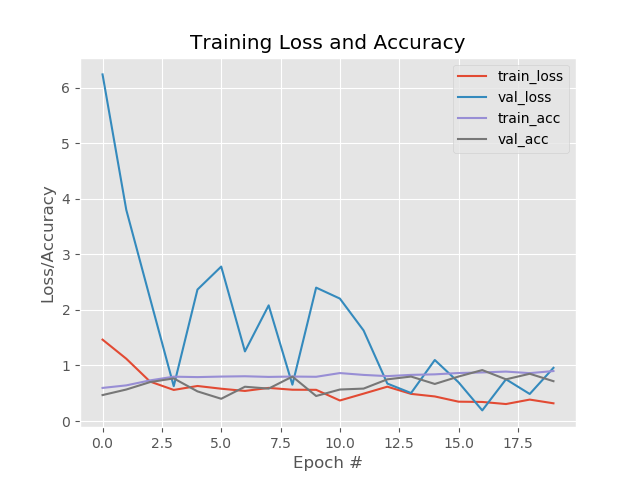 Training Loss and Accuracy
train_loss
val_loss
train_acc
val_acc
6
5
4
3
2
1
0
Loss/Accuracy
0.0 2.5 5.0 7.5 10.0 12.5 15.0 17.5
Epoch #